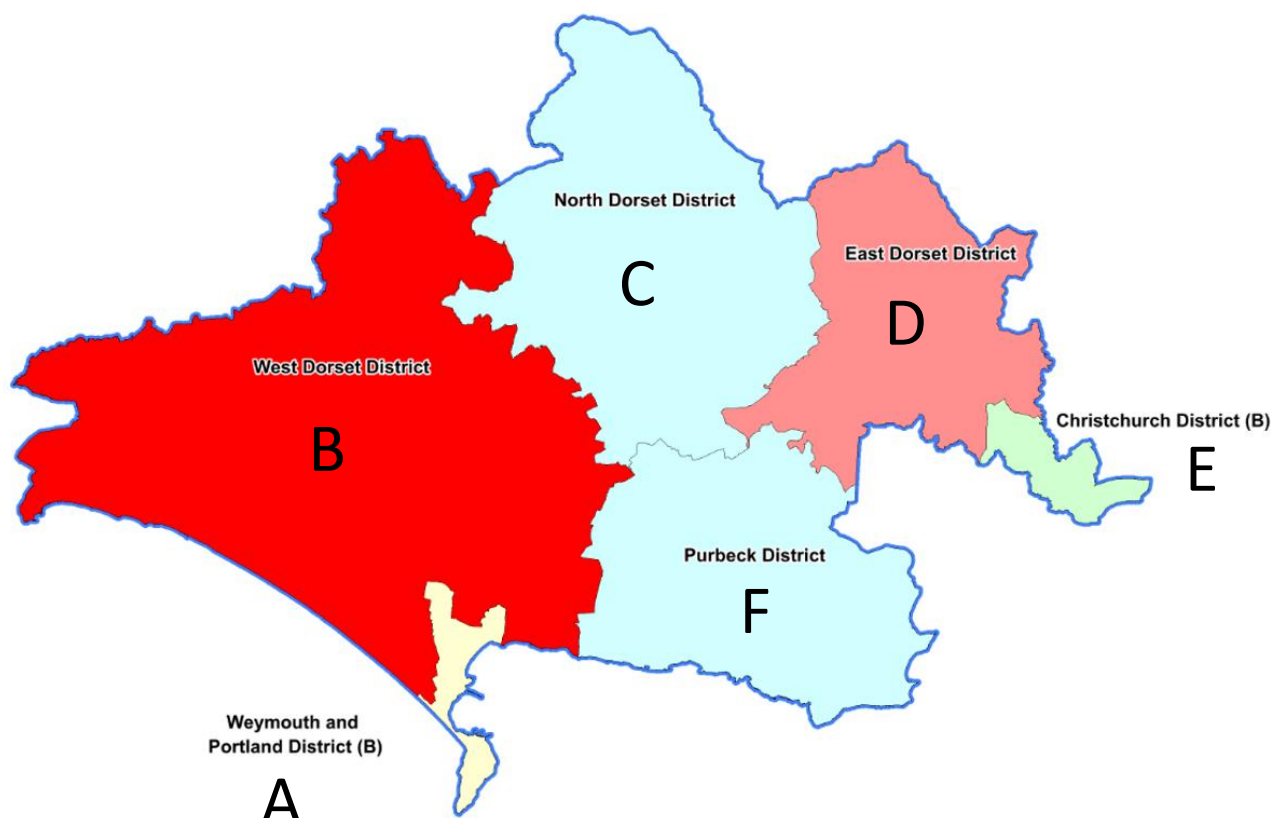 North Dorset District
C
East Dorset District
D
West Dorset District
B
Christchurch District (B)
E
Purbeck District
F
Weymouth and
Portland District (B)
A